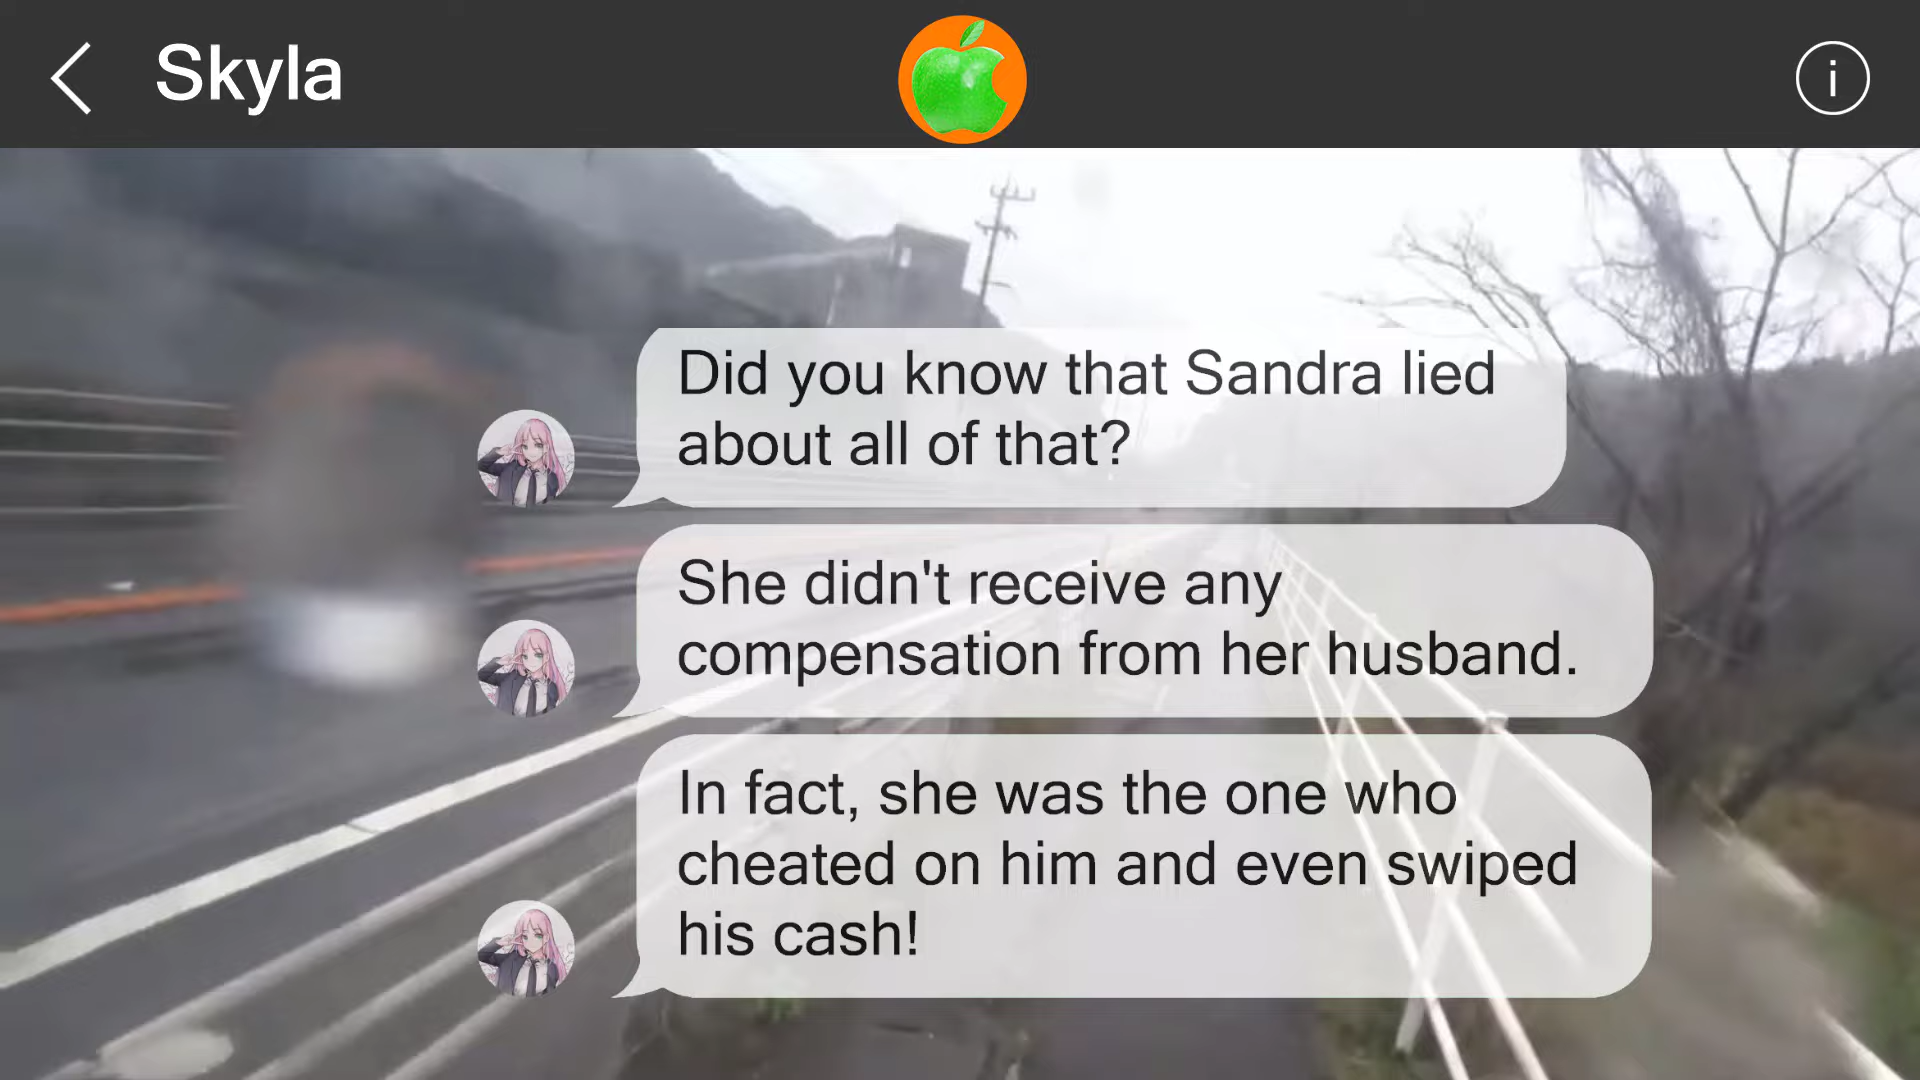 Skyla
i
Did you know that Sandra lied
about all of that?
She didn't receive any
compensation from her husband.
In fact, she was the one who
cheated on him and even swiped
his cash!